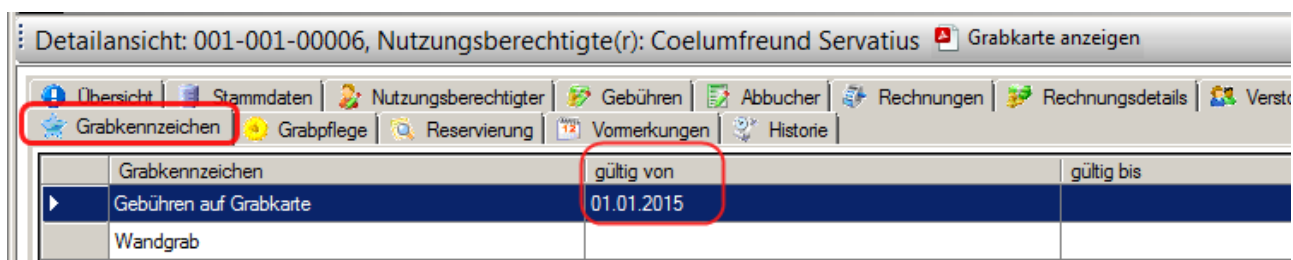 Detailansicht: 001-001-00006, Nutzungsberechtigte(r): Coelumfreund Servatius Grabkarte anzeigen
Übersicht Stammdaten Nutzungsberechtigter Gebühren Abbucher Rechnungen Rechnungsdetails Versto
Grabkennzeichen Grabpflege Reservierung Vormerkungen Historie
Grabkennzeichen gültig von gültig bis
Gebühren auf Grabkarte 01.01.2015
Wandgrab